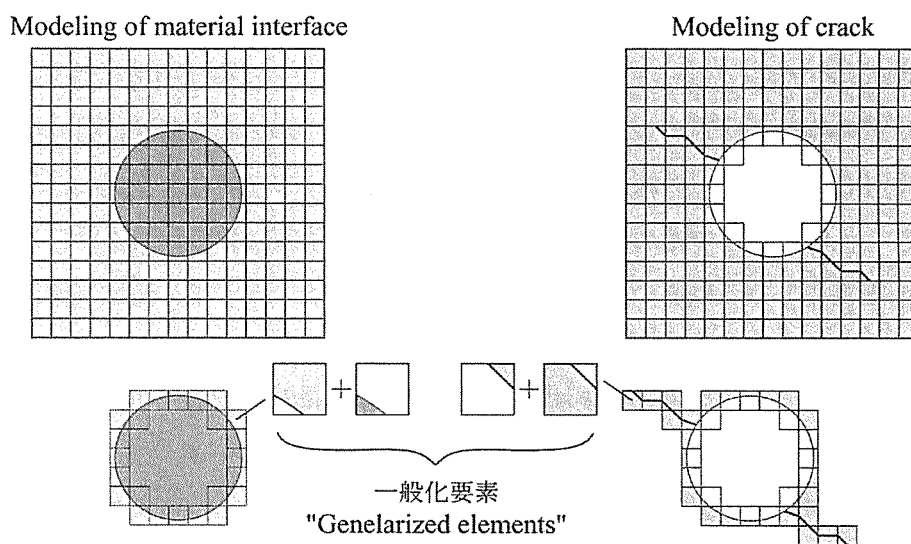 Modeling of material interface
Modeling of crack
+
+
一般化要素
"Genelarized elements"